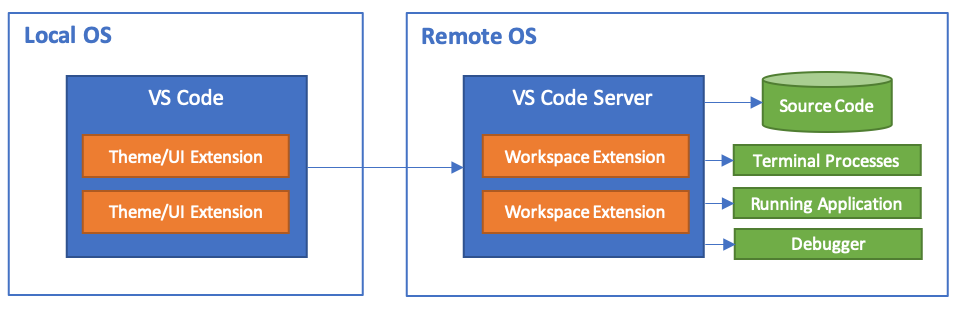 Local OS
VS Code
Theme/UI Extension
Theme/UI Extension
Remote OS
VS Code Server
Workspace Extension
Workspace Extension
Source Code
Terminal Processes
Running Application
Debugger